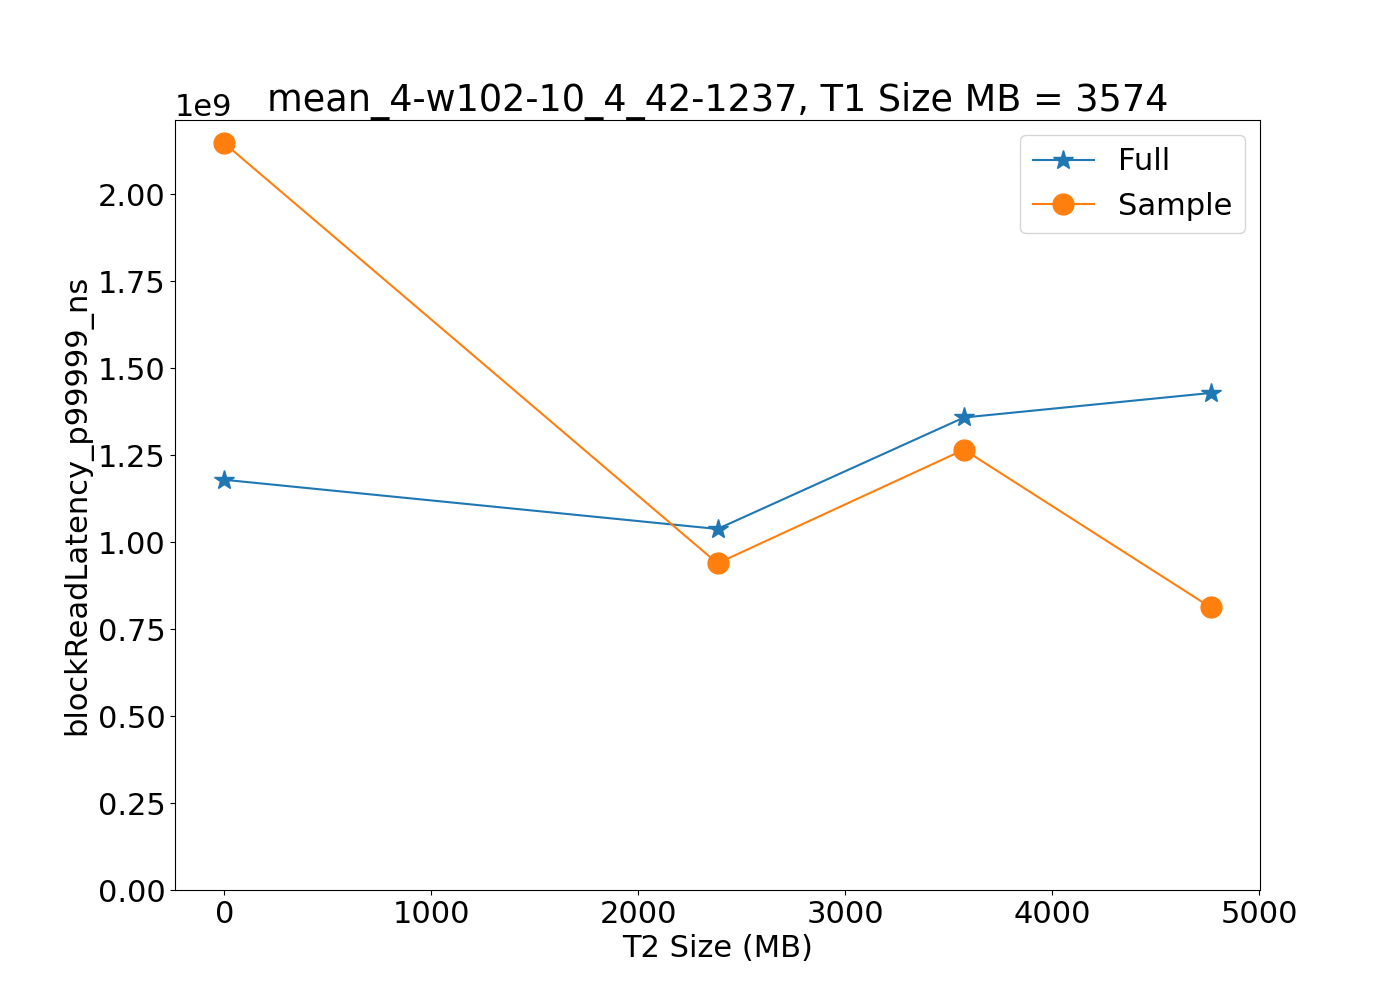 1e9
mean_4-w102-10_4_42-1237, T1 Size MB = 3574
Full
Sample
2.00
1.75
1.50
1.25
1.00
0.75
0.50
0.25
0.00
blockReadLatency_p99999_ns
0 1000 2000 3000 4000 5000
T2 Size (MB)